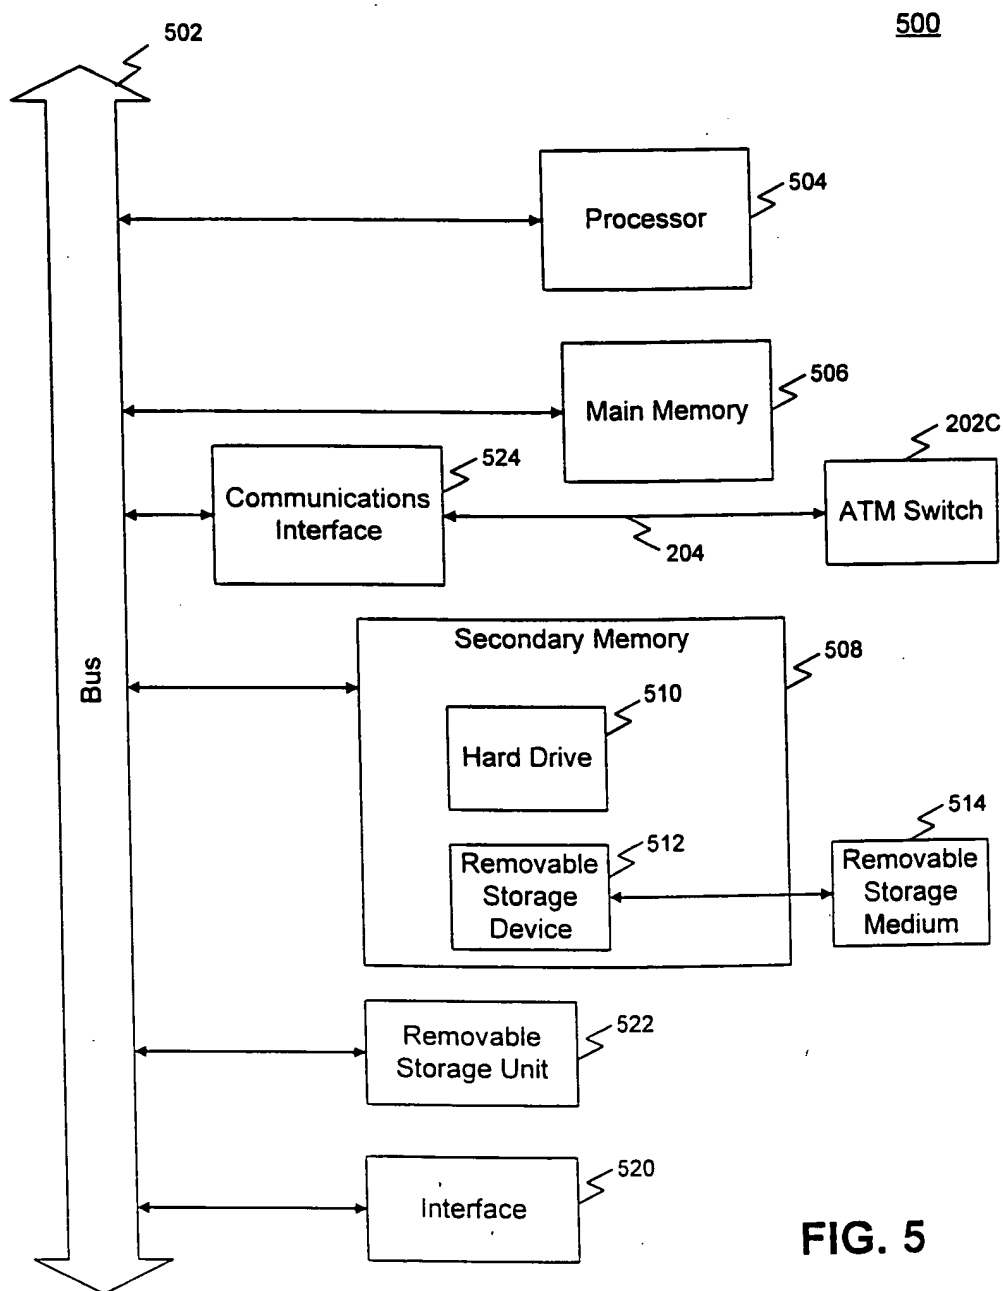 500
502
504
Processor
506
Main Memory
202C
524
Communications
Interface
ATM Switch
204
Bus
Secondary Memory
508
510
Hard Drive
514
512
Removable
Storage
Device
Removable
Storage
Medium
522
Removable
Storage Unit
520
Interface
FIG. 5